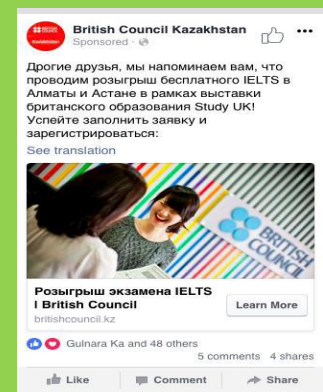 British Council Kazakhstan
Sponsored ·
Дорогие друзья, мы напоминаем вам, что
проводим розыгрыш бесплатного IELTS в
Алматы и Астане в рамках выставки
британского образования Study UK!
Успейте заполнить заявку и
зарегистрироваться:
See translation
BRITISH
COUNCIL
Розыгрыш экзамена IELTS
| British Council
britishcouncil.kz
Learn More
Gulnara Ka and 48 others
5 comments 4 shares
Like Comment Share